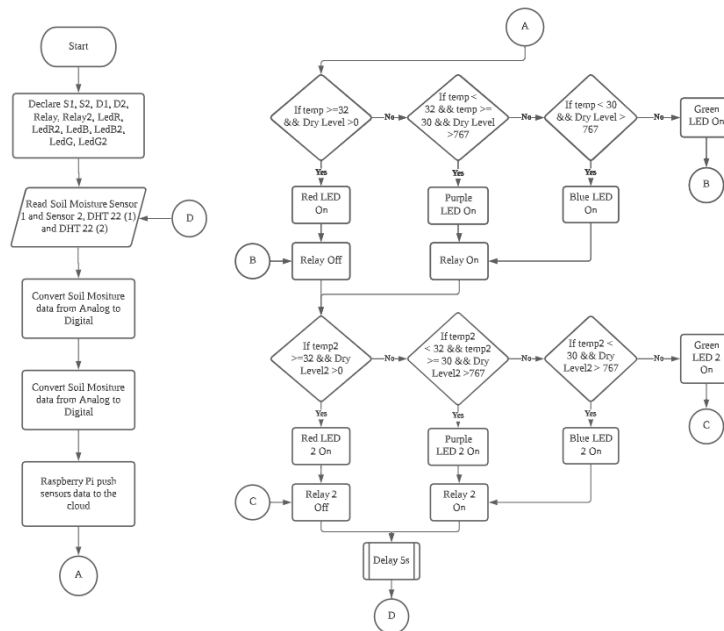 Start
Declare S1, S2, D1, D2,
Relay, Relay2, LedR,
LedR2, LedB, LedB2,
LedG, LedG2
Read Soil Moisture Sensor
1 and Sensor 2, DHT 22 (1)
and DHT 22 (2)
D
Convert Soil Mositure
data from Analog to
Digital
Convert Soil Mositure
data from Analog to
Digital
Raspberry Pi push
sensors data to the
cloud
A
A
If temp >=32
&& Dry Level >0
No
If temp <
32 && temp >=
30 && Dry Level
>767
No
If temp < 30
&& Dry Level >
767
No
Green
LED On
B
Yes
Yes
Yes
Red LED
On
Purple
LED On
Blue LED
On
B
Relay Off
Relay On
If temp2
>=32 && Dry
Level2 >0
No
If temp2
< 32 && temp2
>= 30 && Dry
Level2 >767
No
If temp2 <
30 && Dry
Level2 > 767
No
Green
LED 2
On
C
Yes
Yes
Yes
Red LED
2 On
Purple
LED 2 On
Blue LED
2 On
C
Relay 2
Off
Relay 2
On
Delay 5s
D